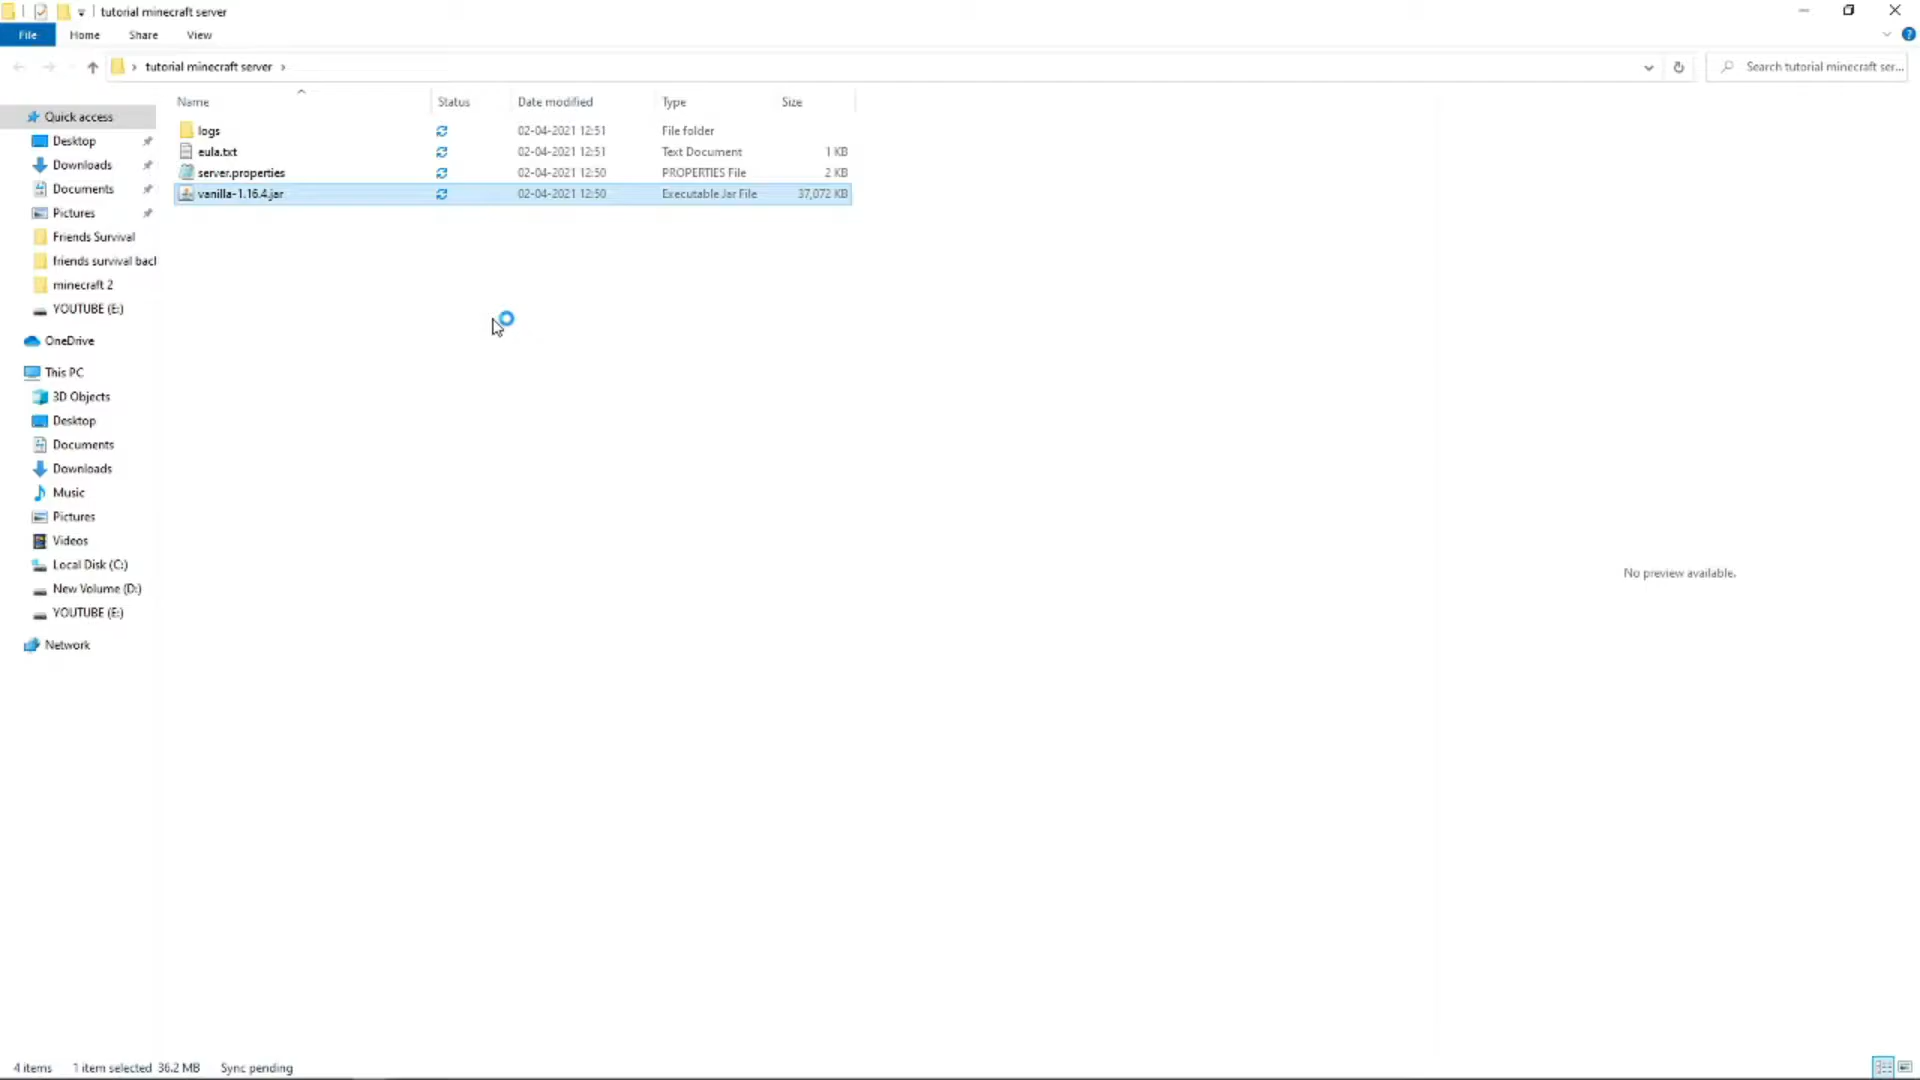 tutorial minecraft server
File Home Share View
tutorial minecraft server
Search tutorial minecraft ser...
Name Status Date modified Type Size
logs 02-04-2021 12:51 File folder
eula.txt 02-04-2021 12:51 Text Document 1 KB
server.properties 02-04-2021 12:50 PROPERTIES File 2 KB
vanilla-1.16.4.jar 02-04-2021 12:50 Executable Jar File 37,072 KB
Quick access
Desktop
Downloads
Documents
Pictures
Friends Survival
friends survival bacl
minecraft 2
YOUTUBE (E:)
OneDrive
This PC
3D Objects
Desktop
Documents
Downloads
Music
Pictures
Videos
Local Disk (C:)
New Volume (D:)
YOUTUBE (E:)
Network
No preview available.
4 items 1 item selected 36.2 MB Sync pending